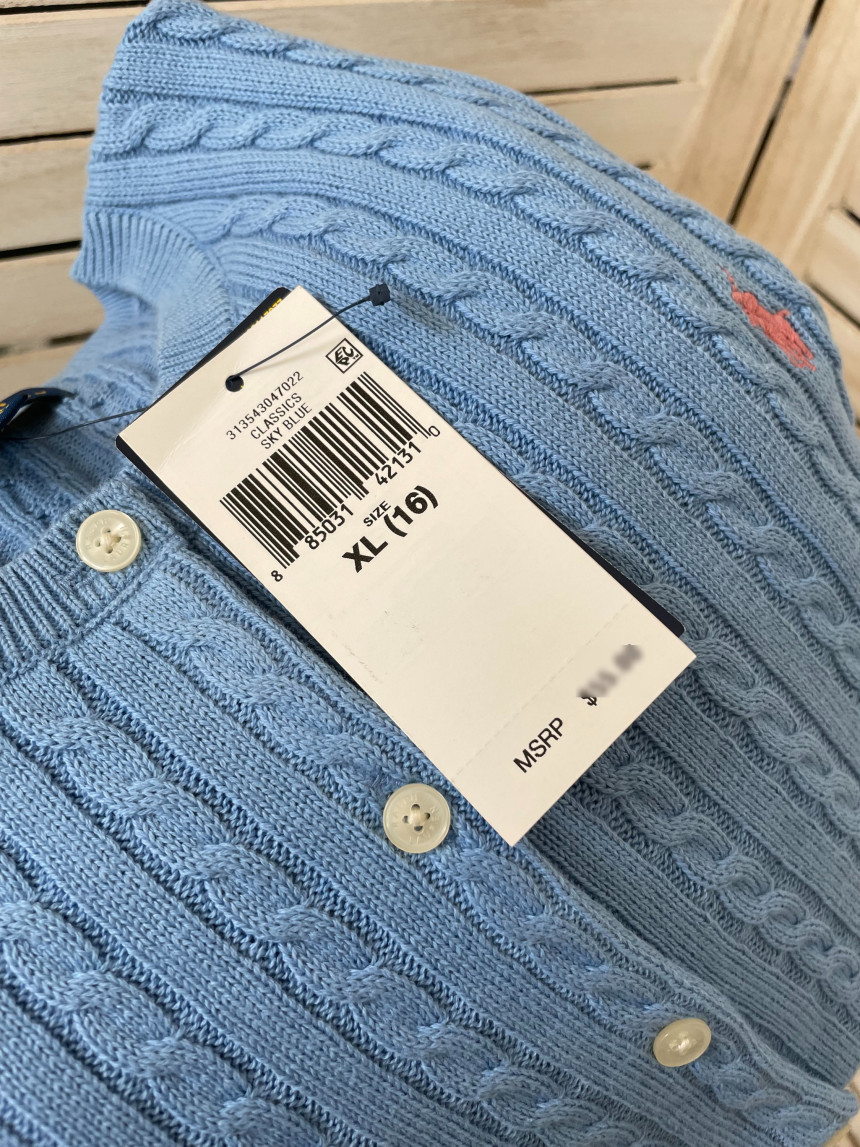 313543047022
CLASSICS
SKY BLUE
8 85031 42131 0
SIZE
XL (16)
MSRP $